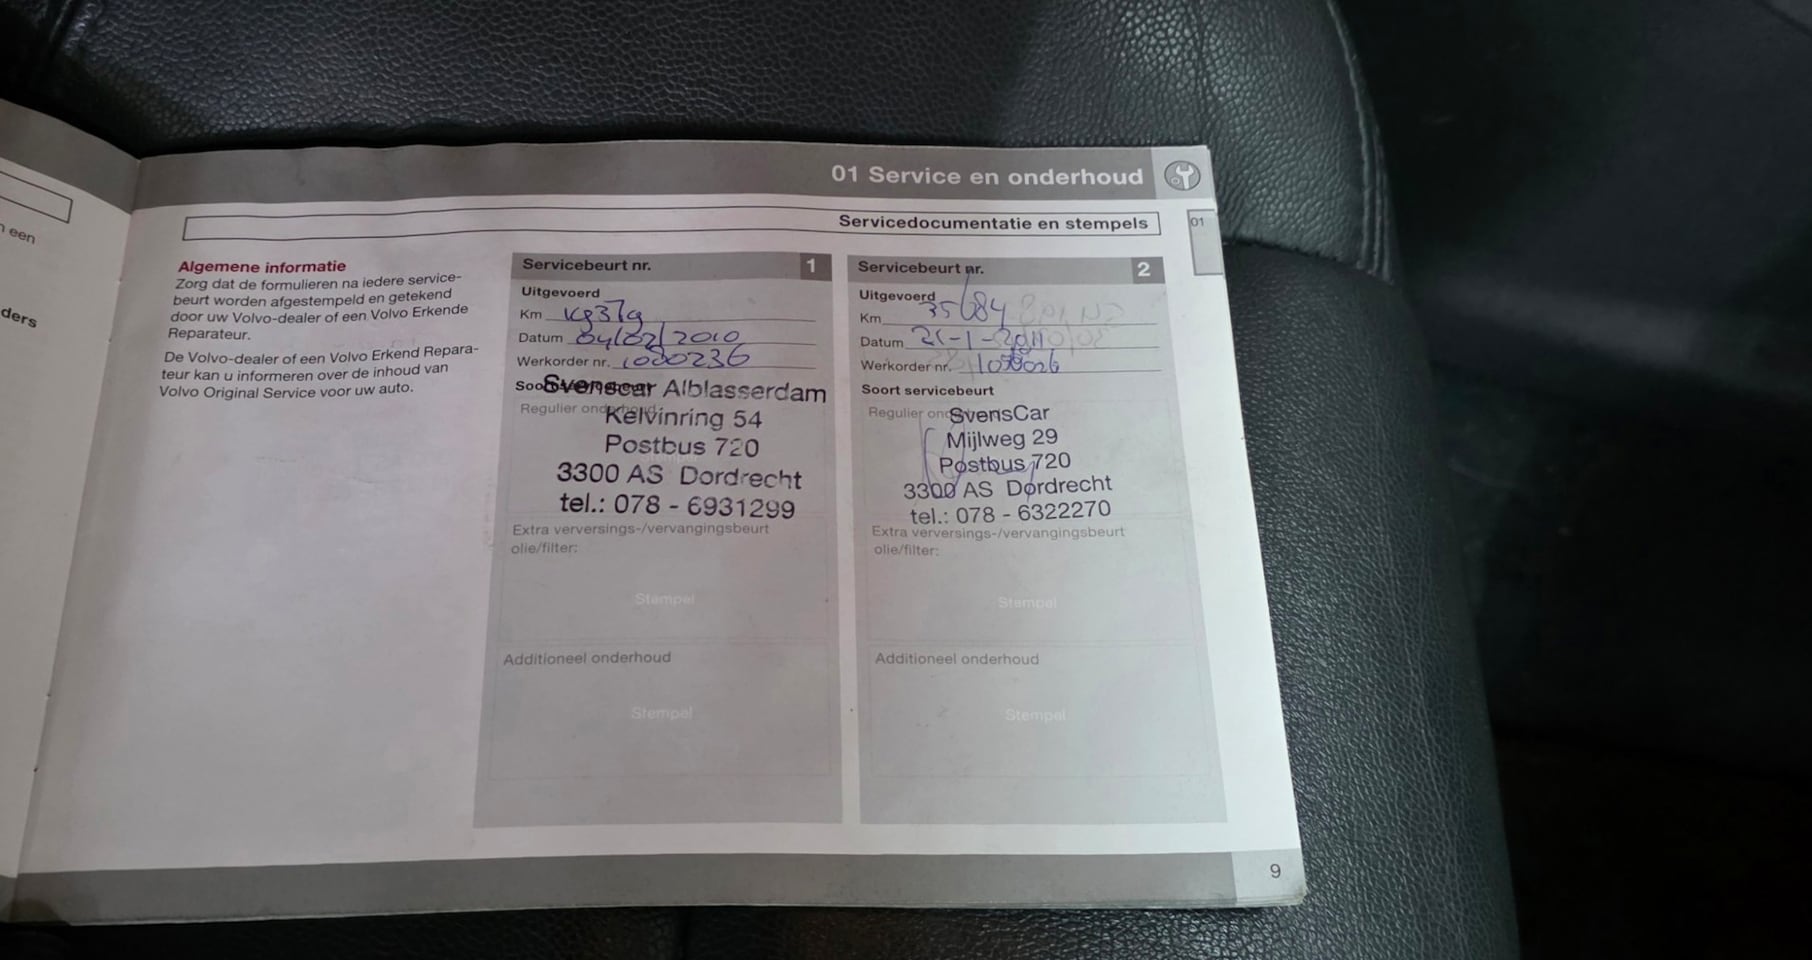 n een
ders
01 Service en onderhoud
Servicedocumentatie en stempels
01
Algemene informatie
Zorg dat de formulieren na iedere service-
beurt worden afgestempeld en getekend
door uw Volvo-dealer of een Volvo Erkende
Reparateur.
De Volvo-dealer of een Volvo Erkend Repara-
teur kan u informeren over de inhoud van
Volvo Original Service voor uw auto.
Servicebeurt nr. 1
Uitgevoerd
Km
Datum 04/02/2010
Werkorder nr. 1000236
Svenscar Alblasserdam
Regulier onderhoud
Kelvinring 54
Postbus 720
3300 AS Dordrecht
tel.: 078 - 6931299
Extra verversings-/vervangingsbeurt
olie/filter:
Stempel
Additioneel onderhoud
Stempel
Servicebeurt nr. 2
Uitgevoerd
Km 35684
Datum
Werkorder nr.
Soort servicebeurt
Regulier
SvensCar
Mijlweg 29
Postbus 720
3300 AS Dordrecht
tel.: 078 - 6322270
Extra verversings-/vervangingsbeurt
olie/filter:
Stempel
Additioneel onderhoud
Stempel
9